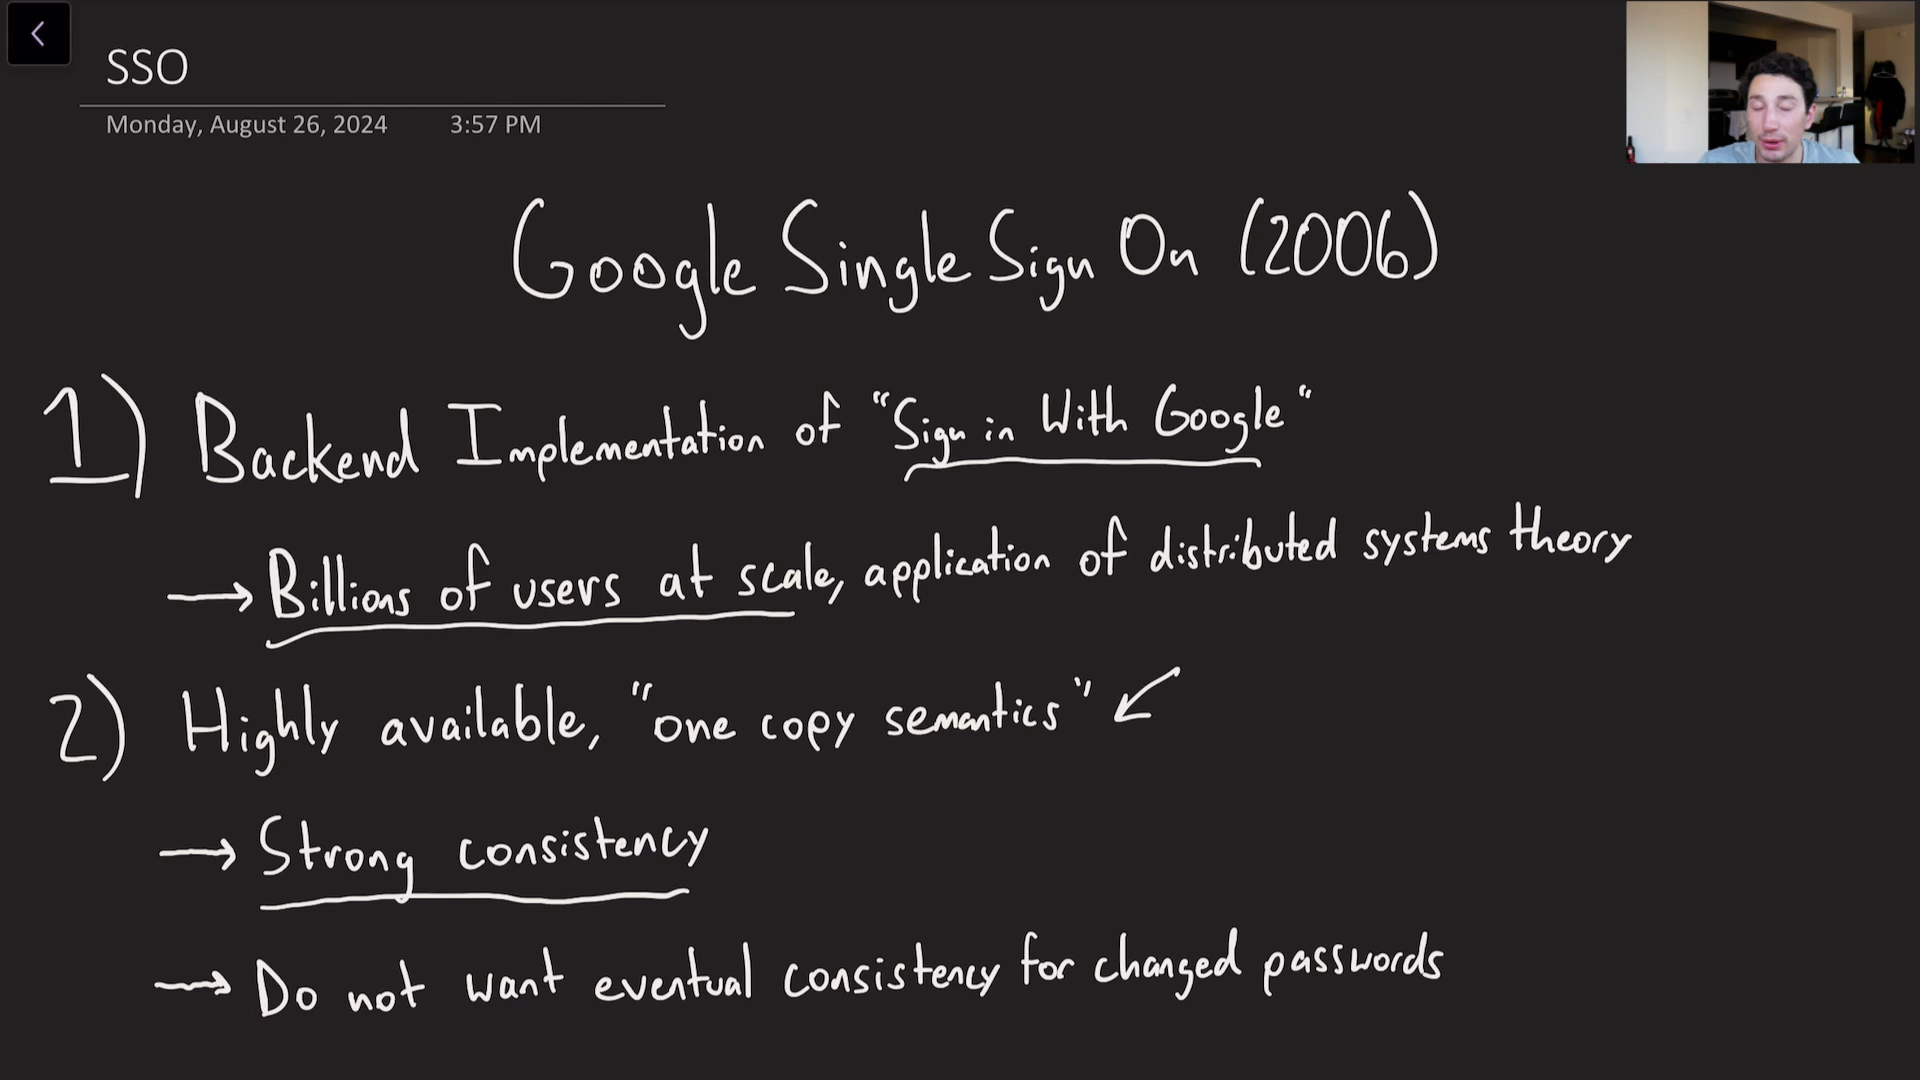 SSO
Monday, August 26, 2024 3:57 PM
Google Single Sign On (2006)
1) Backend Implementation of "Sign in With Google"
→ Billions of users at scale, application of distributed systems theory
2) Highly available, "one copy semantics" ↙
→ Strong consistency
→ Do not want eventual consistency for changed passwords